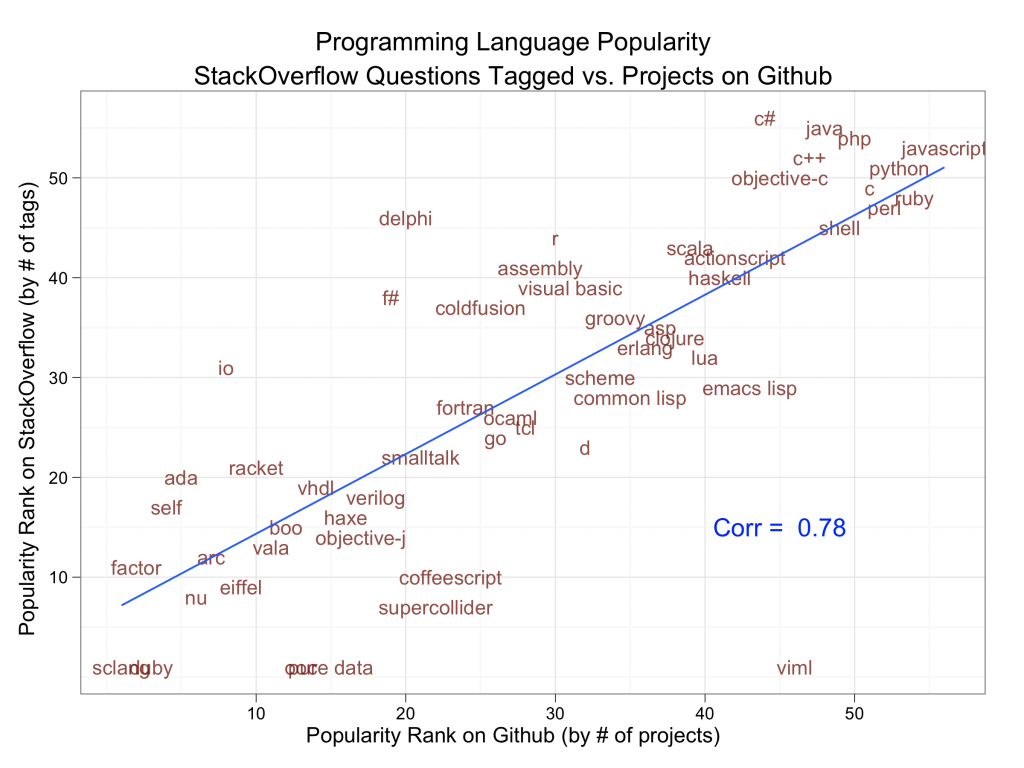 Programming Language Popularity
StackOverflow Questions Tagged vs. Projects on Github
Popularity Rank on StackOverflow (by # of tags)
50
40
30
20
10
c#
java
php
javascript
c++
python
objective-c
c
ruby
perl
delphi
shell
r
scala
actionscript
assembly
haskell
visual basic
f#
coldfusion
groovy
asp
clojure
erlang
lua
io
scheme
emacs lisp
common lisp
fortran
ocaml
tcl
go
d
smalltalk
racket
ada
vhdl
verilog
self
haxe
boo
objective-j
vala
arc
factor
coffeescript
eiffel
nu
supercollider
sclang
duby
ooc
pure data
viml
Corr = 0.78
10
20
30
40
50
Popularity Rank on Github (by # of projects)